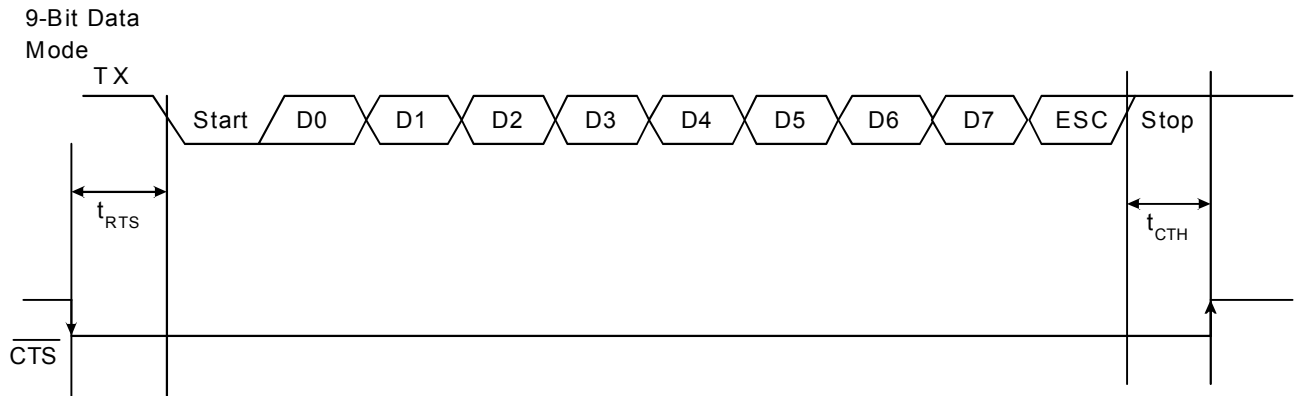 9-Bit Data
Mode
TX
Start D0 D1 D2 D3 D4 D5 D6 D7 ESC Stop
tRTS
tCTH
CTS